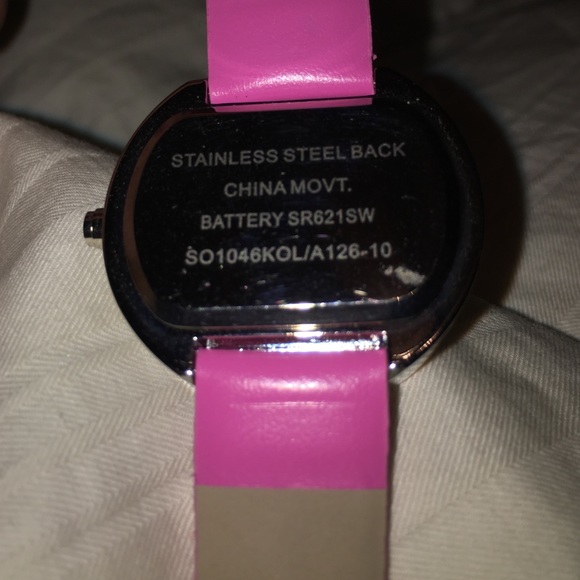 STAINLESS STEEL BACK
CHINA MOVT.
BATTERY SR621SW
SO1046KOL/A126-10